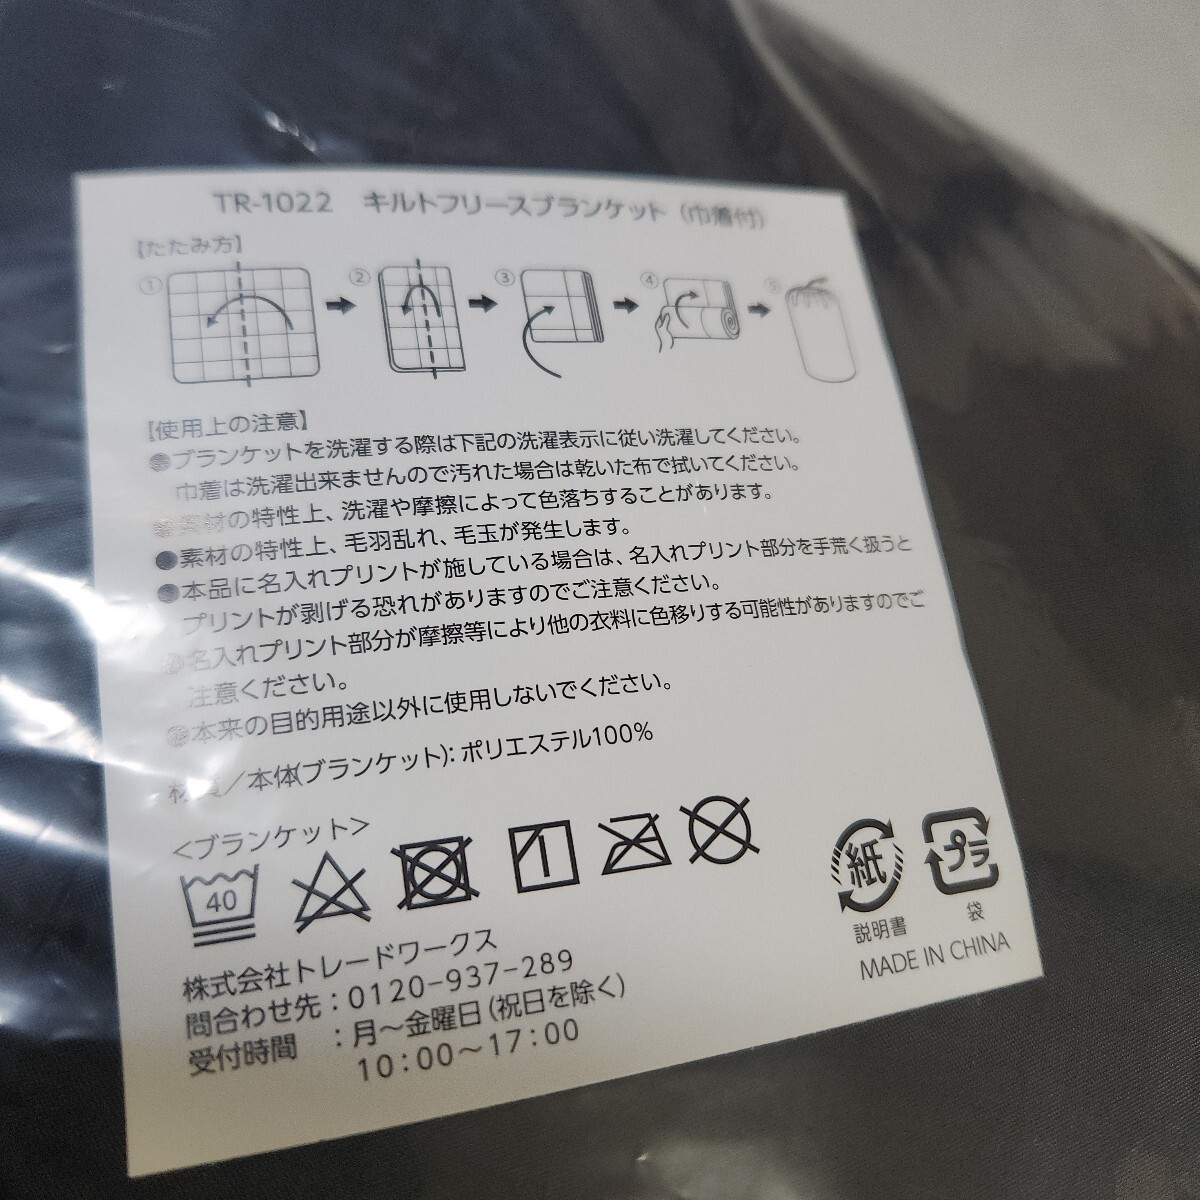 TR-1022 キルトフリースブランケット（巾着付）
【たたみ方】
① ② ③ ④ ⑤
【使用上の注意】
●ブランケットを洗濯する際は下記の洗濯表示に従い洗濯してください。
巾着は洗濯出来ませんので汚れた場合は乾いた布で拭いてください。
●素材の特性上、洗濯や摩擦によって色落ちすることがあります。
●素材の特性上、毛羽乱れ、毛玉が発生します。
●本品に名入れプリントが施している場合は、名入れプリント部分を手荒く扱うと
プリントが剥げる恐れがありますのでご注意ください。
●名入れプリント部分が摩擦等により他の衣料に色移りする可能性がありますのでご
注意ください。
●本来の目的用途以外に使用しないでください。
材質／本体(ブランケット)：ポリエステル100%
<ブランケット>
40
紙
プラ
説明書
袋
MADE IN CHINA
株式会社トレードワークス
問合わせ先：0120-937-289
受付時間 ：月～金曜日（祝日を除く）
10：00～17：00